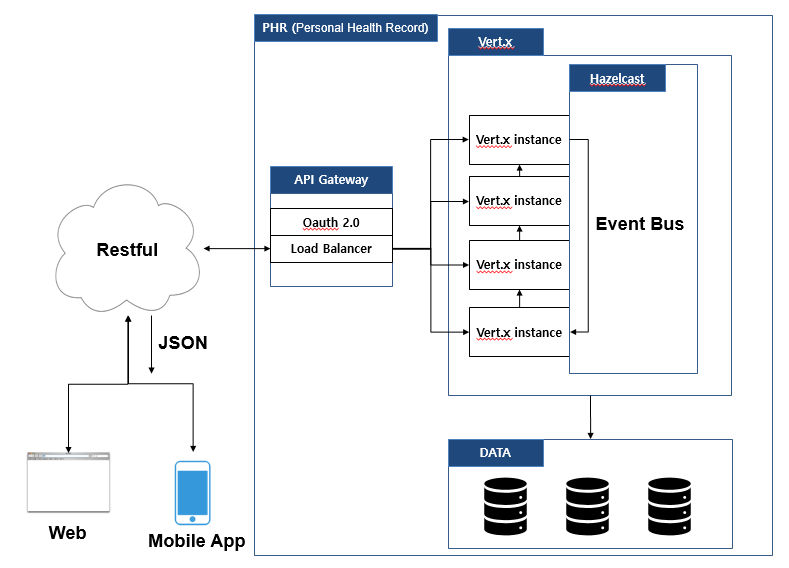 PHR (Personal Health Record)
Vert.x
Hazelcast
Vert.x instance
API Gateway
Vert.x instance
Oauth 2.0
Event Bus
Restful
Load Balancer
Vert.x instance
Vert.x instance
JSON
DATA
Web
Mobile App